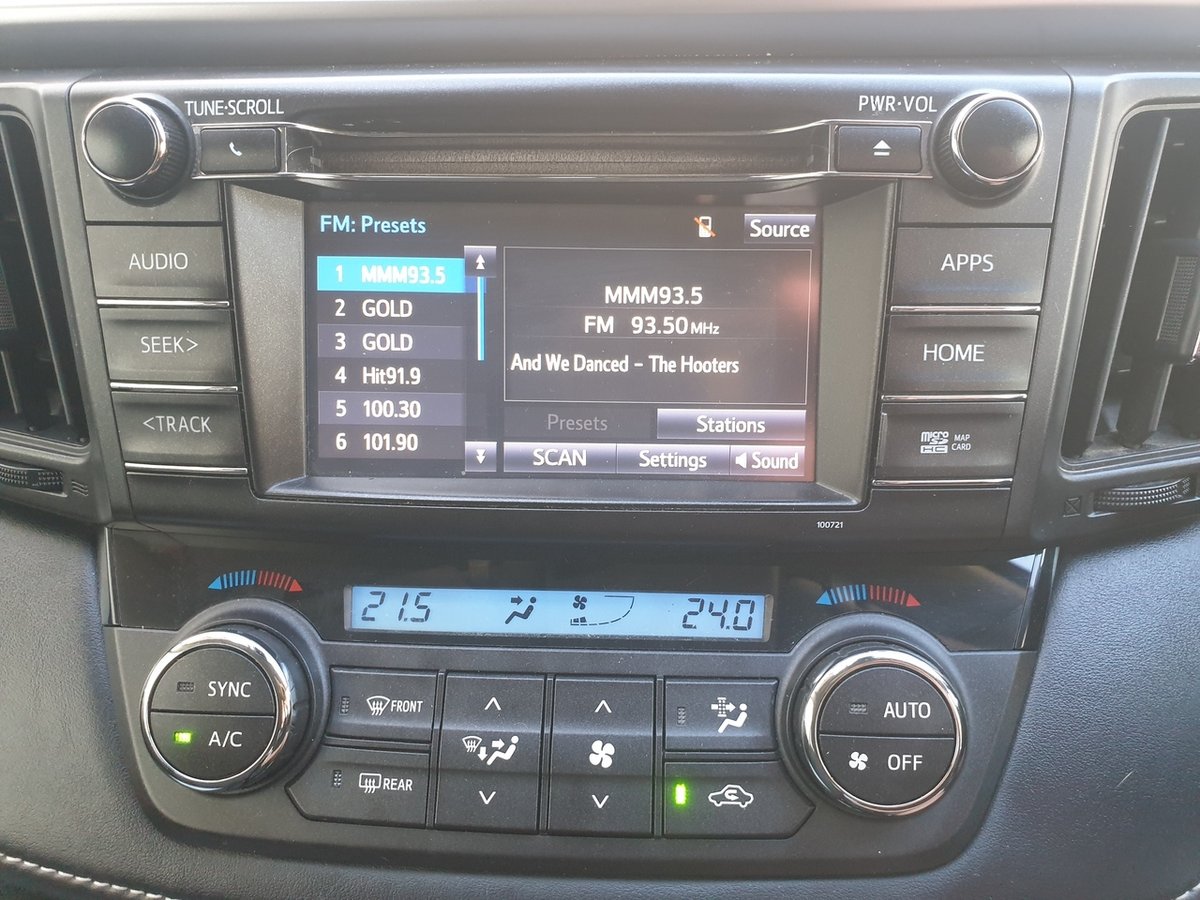 TUNE·SCROLL
PWR·VOL
AUDIO
SEEK>
<TRACK
FM: Presets
Source
1 MMM93.5
2 GOLD
3 GOLD
4 Hit91.9
5 100.30
6 101.90
MMM93.5
FM 93.50MHz
And We Danced - The Hooters
Presets
Stations
SCAN
Settings
Sound
APPS
HOME
micro SD HC MAP CARD
100721
21.5
24.0
SYNC
A/C
FRONT
REAR
AUTO
OFF